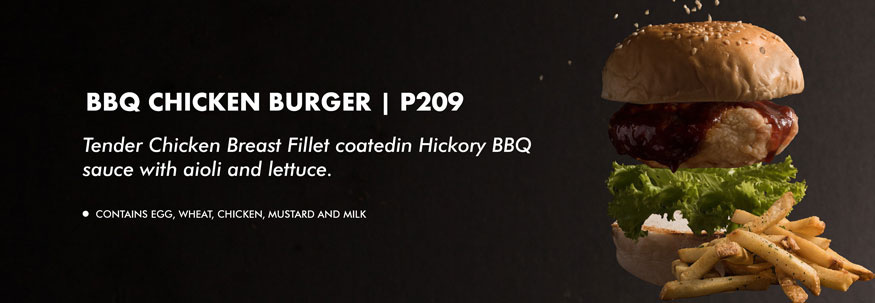 BBQ CHICKEN BURGER | P209
Tender Chicken Breast Fillet coatedin Hickory BBQ
sauce with aioli and lettuce.
● CONTAINS EGG, WHEAT, CHICKEN, MUSTARD AND MILK